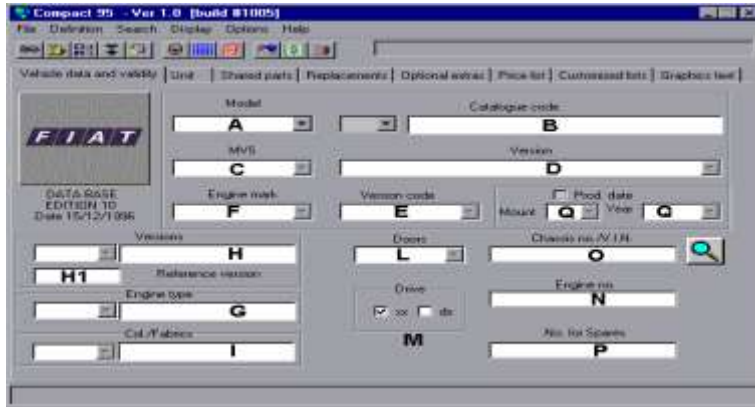 Compact 95 - Ver 1.0 [build #1005]
File Definition Search Display Options Help
Vehicle data and validity Unit Shared parts Replacements Optional extras Price list Customised lists Graphics text
Model Catalogue code
A B
FIAT
MVS Version
C D
DATA BASE
EDITION 10
Date 15/12/1996
Engine mark Version code Prod. date
F E Mount Q Year Q
Versions Doors Chassis no./V.I.N.
H L O
H1 Reference version
Engine type Drive Engine no.
G sx dx N
Col./Fabrics M No. for Spares
I P